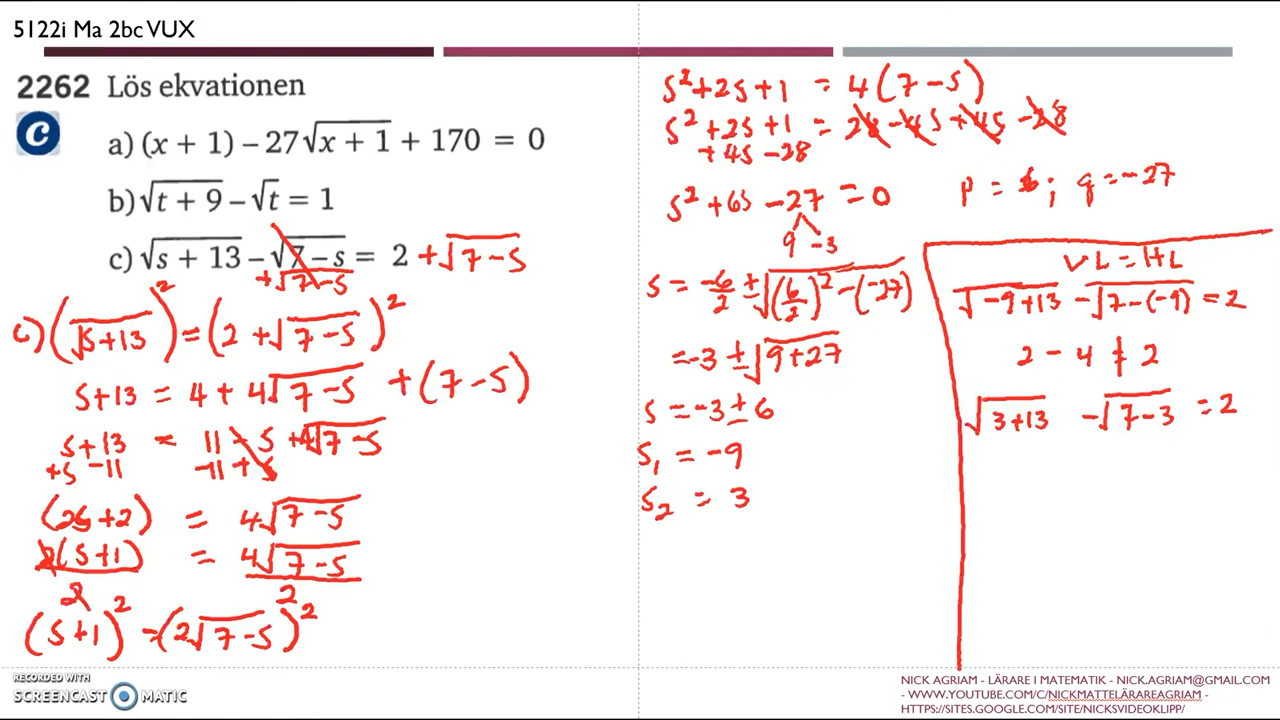 5122i Ma 2bc VUX
2262 Lös ekvationen
C
a) (x + 1) – 27√(x + 1) + 170 = 0
b) √(t + 9) – √t = 1
c) √(s + 13) – √(7 – s) = 2 + √(7-s)
+√(7-s)
c) (√(s+13))² = (2 + √(7-s))²
s+13 = 4 + 4√(7-s) + (7-s)
s+13 = 11 - s + 4√(7-s)
+s -11 -11 + s
(2s+2) = 4√(7-s)
2(s+1) = 4√(7-s)
2 2
(s+1)² = (2√(7-s))²
s²+2s+1 = 4(7-s)
s²+2s+1 = 28-4s+4s-28
+4s-28
s²+6s-27 = 0 p = 6; q = -27
9 -3
s = -6/2 ± √((6/2)² - (-27))
= -3 ± √(9+27)
s = -3 ± 6
s₁ = -9
s₂ = 3
VL = HL
√(-9+13) - √(7-(-9)) = 2
2 - 4 ≠ 2
√(3+13) - √(7-3) = 2
RECORDED WITH
SCREENCAST MATIC
NICK AGRIAM - LÄRARE I MATEMATIK - NICK.AGRIAM@GMAIL.COM
- WWW.YOUTUBE.COM/C/NICKMATTELÄRAREAGRIAM -
HTTPS://SITES.GOOGLE.COM/SITE/NICKSVIDEOKLIPP/